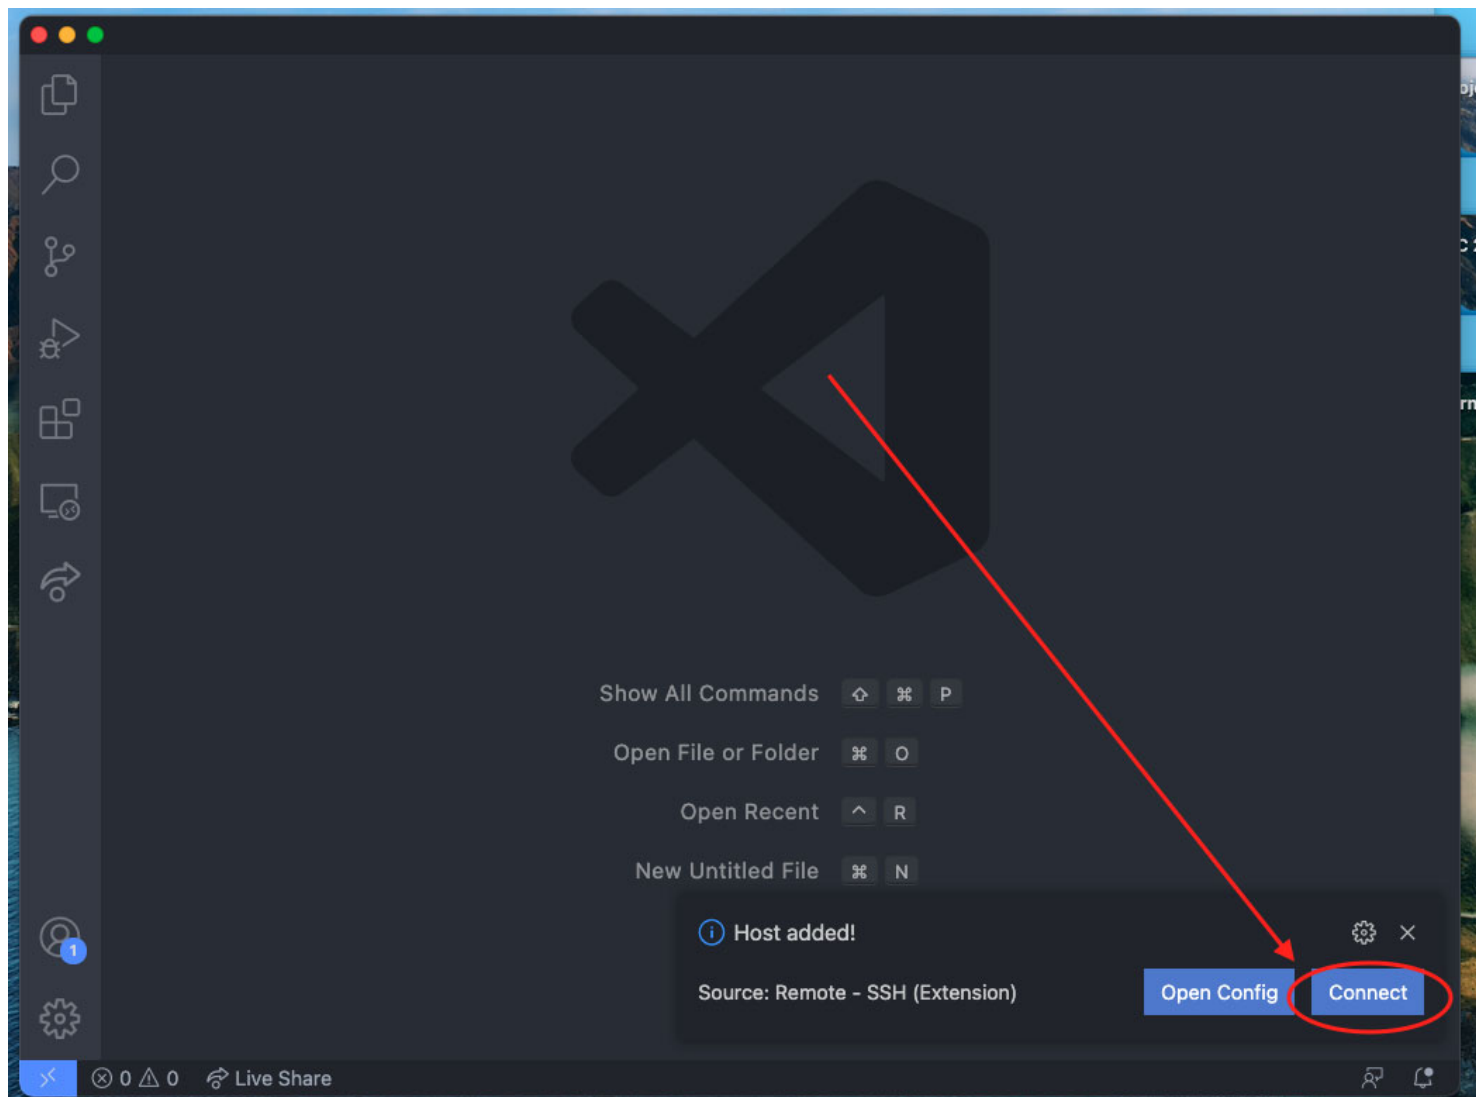 Show All Commands ⇧ ⌘ P
Open File or Folder ⌘ O
Open Recent ^ R
New Untitled File ⌘ N
Host added!
Source: Remote - SSH (Extension)
Open Config
Connect
1
0 0 Live Share